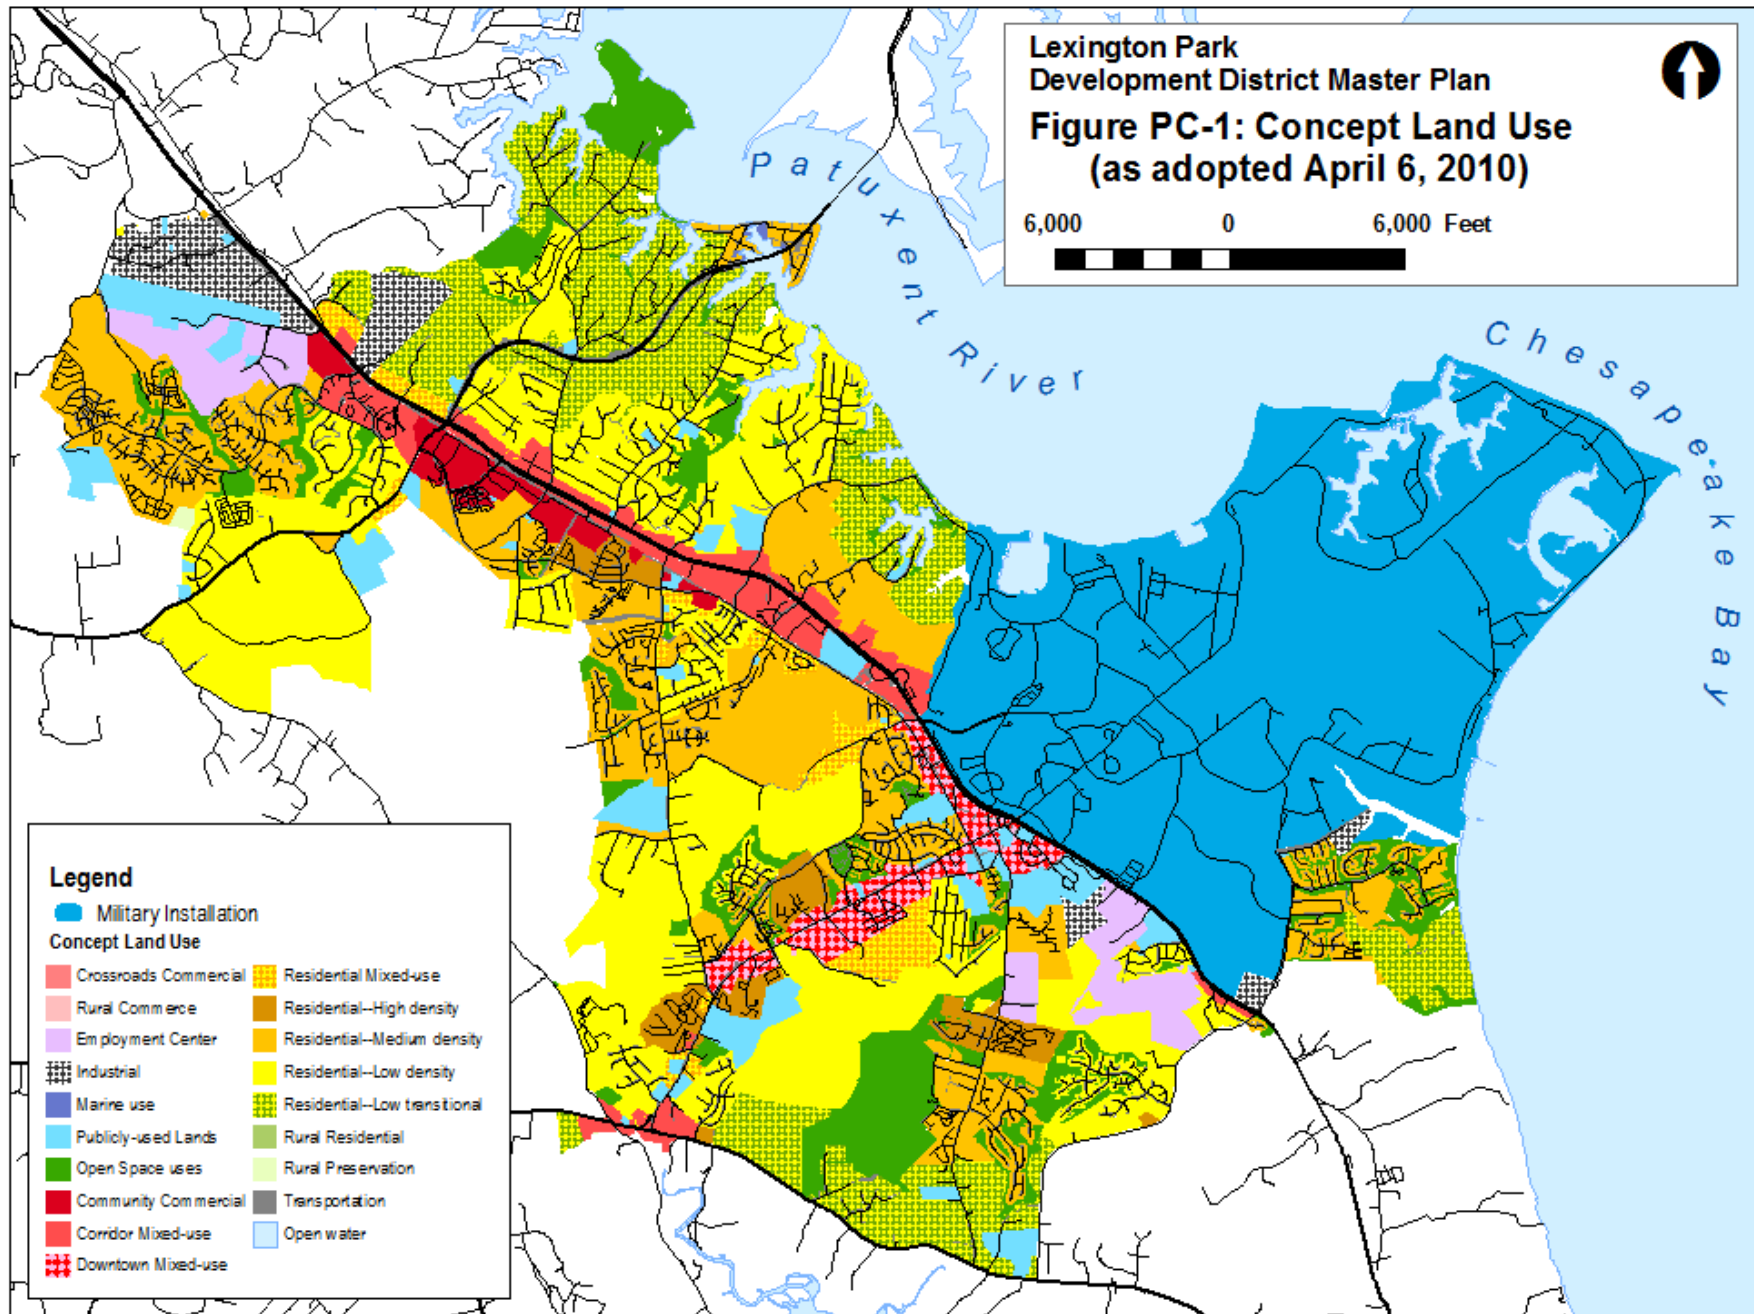 Lexington Park
Development District Master Plan
Figure PC-1: Concept Land Use
(as adopted April 6, 2010)
6,000 0 6,000 Feet
Patuxent River
Chesapeake Bay
Legend
Military Installation
Concept Land Use
Crossroads Commercial
Rural Commerce
Employment Center
Industrial
Marine use
Publicly-used Lands
Open Space uses
Community Commercial
Corridor Mixed-use
Downtown Mixed-use
Residential Mixed-use
Residential--High density
Residential--Medium density
Residential--Low density
Residential--Low transitional
Rural Residential
Rural Preservation
Transportation
Open water